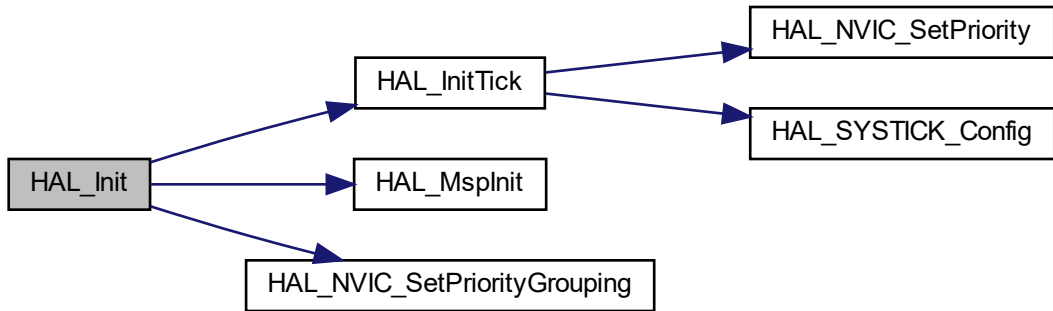 HAL_NVIC_SetPriority
HAL_InitTick
HAL_SYSTICK_Config
HAL_Init
HAL_MspInit
HAL_NVIC_SetPriorityGrouping